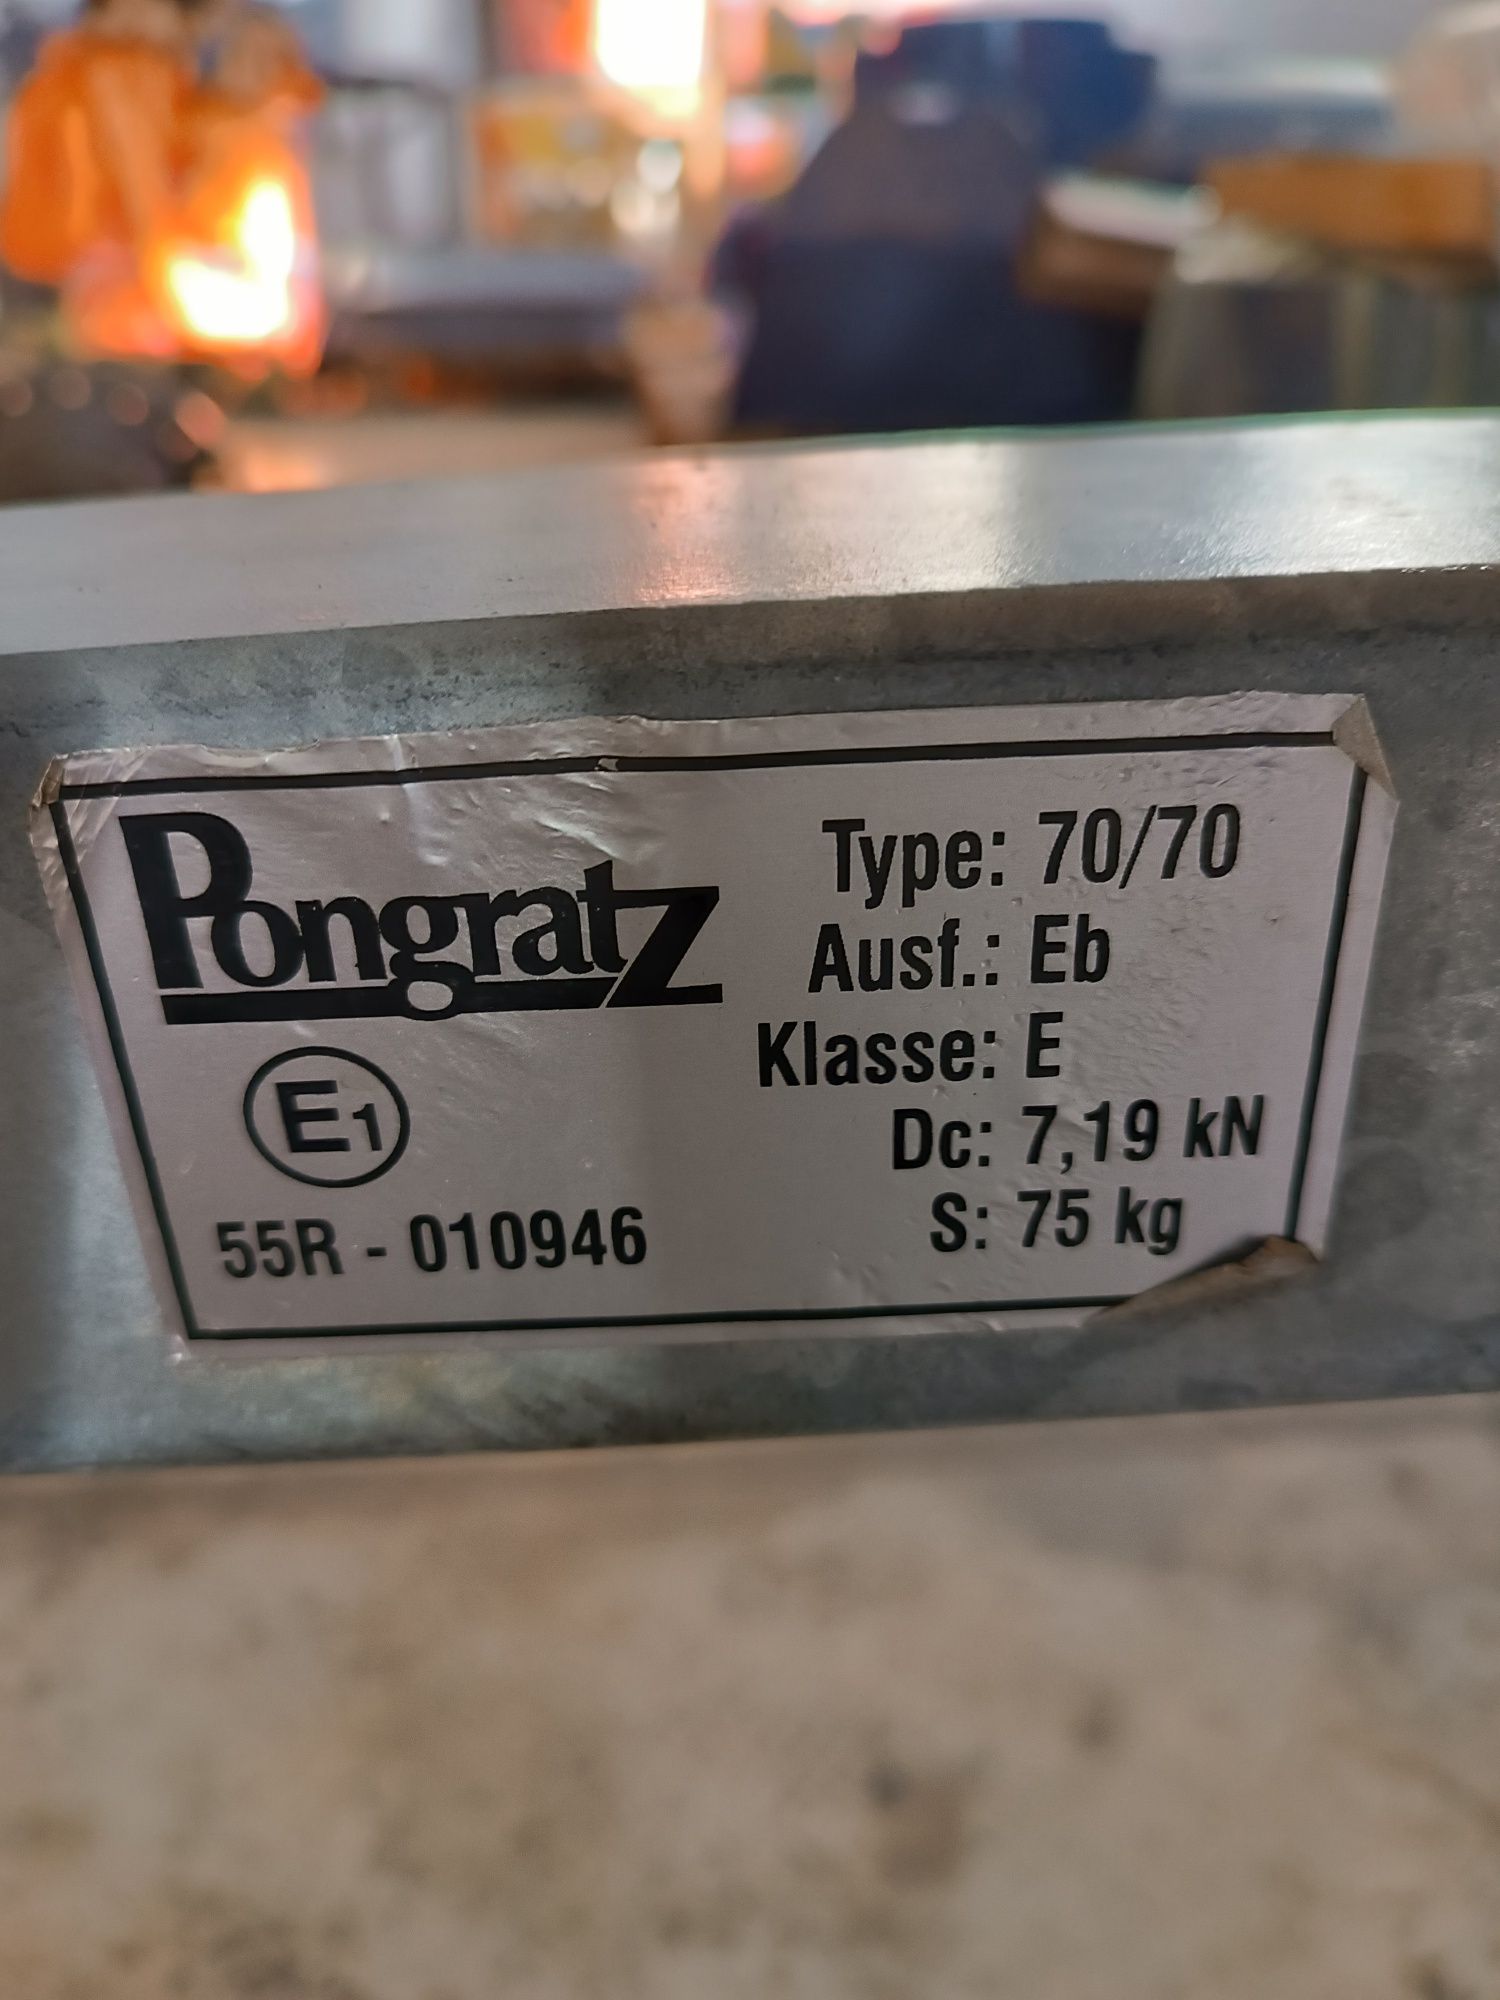 Pongratz
E1
55R - 010946
Type: 70/70
Ausf.: Eb
Klasse: E
Dc: 7,19 kN
S: 75 kg